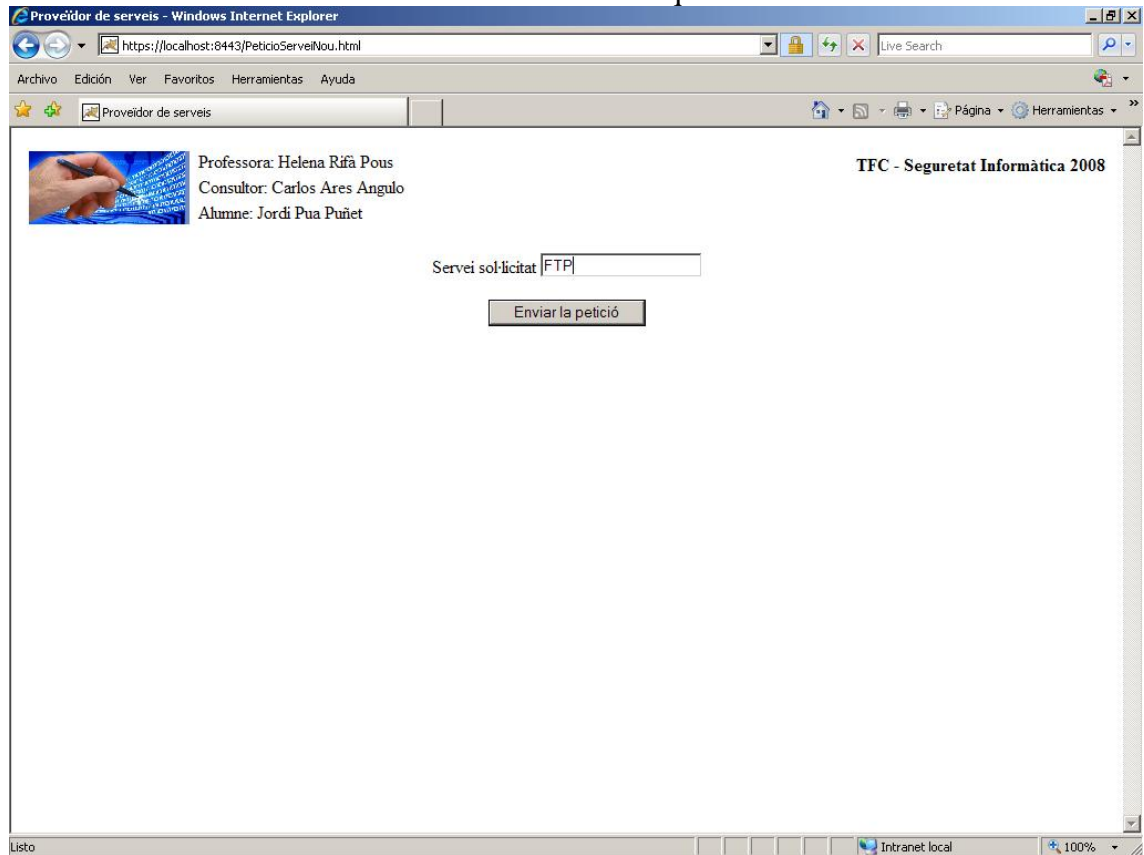 Proveïdor de serveis - Windows Internet Explorer
https://localhost:8443/PeticioServeiNou.html
Live Search
Archivo Edición Ver Favoritos Herramientas Ayuda
Proveïdor de serveis
Página Herramientas
Professora: Helena Rifà Pous
TFC - Seguretat Informàtica 2008
Consultor: Carlos Ares Angulo
Alumne: Jordi Pua Puñet
Servei sol·licitat FTP
Enviar la petició
Listo
Intranet local
100%